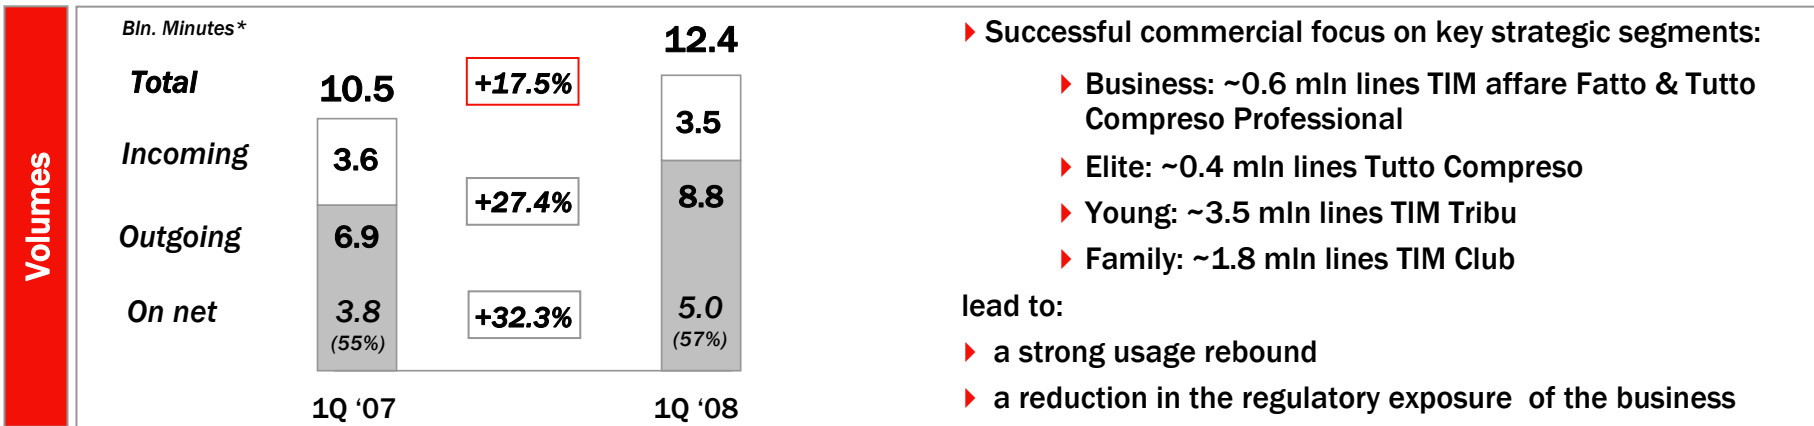 Volumes
Bln. Minutes*
Total
10.5
+17.5%
12.4
Incoming
3.6
3.5
+27.4%
Outgoing
6.9
8.8
On net
3.8
(55%)
+32.3%
5.0
(57%)
1Q ‘07
1Q ‘08
Successful commercial focus on key strategic segments:
Business: ~0.6 mln lines TIM affare Fatto & Tutto
Compreso Professional
Elite: ~0.4 mln lines Tutto Compreso
Young: ~3.5 mln lines TIM Tribu
Family: ~1.8 mln lines TIM Club
lead to:
a strong usage rebound
a reduction in the regulatory exposure of the business